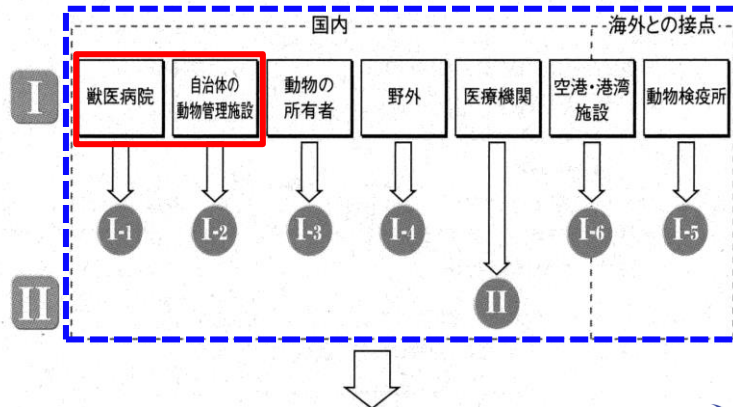 国内
海外との接点
I
獣医病院
自治体の
動物管理施設
動物の
所有者
野外
医療機関
空港・港湾
施設
動物検疫所
I-1
I-2
I-3
I-4
I-6
I-5
II
II